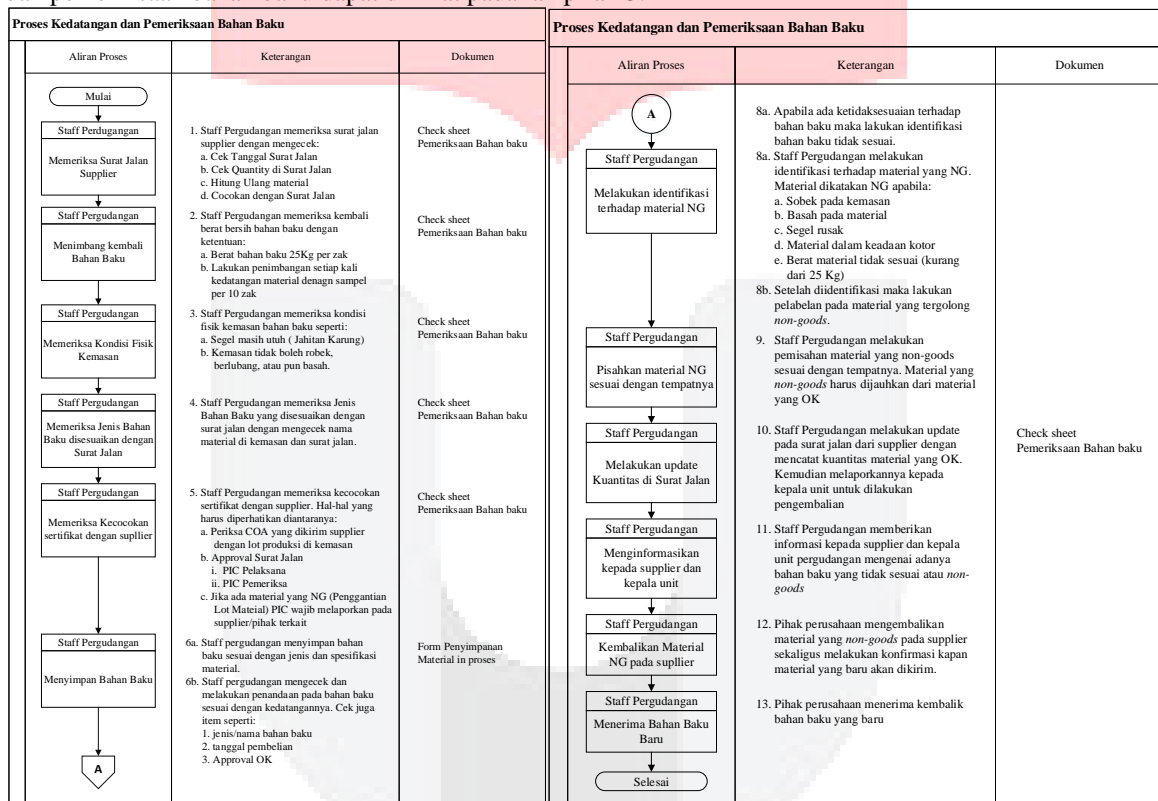 Proses Kedatangan dan Pemeriksaan Bahan Baku
Aliran Proses
Keterangan
Dokumen
Mulai
Staff Perdugangan
Memeriksa Surat Jalan
Supplier
1. Staff Pergudangan memeriksa surat jalan
supplier dengan mengecek:
a. Cek Tanggal Surat Jalan
b. Cek Quantity di Surat Jalan
c. Hitung Ulang material
d. Cocokan dengan Surat Jalan
Check sheet
Pemeriksaan Bahan baku
Staff Pergudangan
Menimbang kembali
Bahan Baku
2. Staff Pergudangan memeriksa kembali
berat bersih bahan baku dengan
ketentuan:
a. Berat bahan baku 25Kg per zak
b. Lakukan penimbangan setiap kali
kedatangan material denagn sampel
per 10 zak
Check sheet
Pemeriksaan Bahan baku
Staff Pergudangan
Memeriksa Kondisi Fisik
Kemasan
3. Staff Pergudangan memeriksa kondisi
fisik kemasan bahan baku seperti:
a. Segel masih utuh ( Jahitan Karung)
b. Kemasan tidak boleh robek,
berlubang, atau pun basah.
Check sheet
Pemeriksaan Bahan baku
Staff Pergudangan
Memeriksa Jenis Bahan
Baku disesuaikan dengan
Surat Jalan
4. Staff Pergudangan memeriksa Jenis
Bahan Baku yang disesuaikan dengan
surat jalan dengan mengecek nama
material di kemasan dan surat jalan.
Check sheet
Pemeriksaan Bahan baku
Staff Pergudangan
Memeriksa Kecocokan
sertifikat dengan supllier
5. Staff Pergudangan memeriksa kecocokan
sertifikat dengan supplier. Hal-hal yang
harus diperhatikan diantaranya:
a. Periksa COA yang dikirim supplier
dengan lot produksi di kemasan
b. Approval Surat Jalan
i. PIC Pelaksana
ii. PIC Pemeriksa
c. Jika ada material yang NG (Penggantian
Lot Mateial) PIC wajib melaporkan pada
supplier/pihak terkait
Check sheet
Pemeriksaan Bahan baku
Staff Pergudangan
Menyimpan Bahan Baku
6a. Staff pergudangan menyimpan bahan
baku sesuai dengan jenis dan spesifikasi
material.
6b. Staff pergudangan mengecek dan
melakukan penandaan pada bahan baku
sesuai dengan kedatangannya. Cek juga
item seperti:
1. jenis/nama bahan baku
2. tanggal pembelian
3. Approval OK
Form Penyimpanan
Material in proses
A
Proses Kedatangan dan Pemeriksaan Bahan Baku
Aliran Proses
Keterangan
Dokumen
A
8a. Apabila ada ketidaksesuaian terhadap
bahan baku maka lakukan identifikasi
bahan baku tidak sesuai.
Staff Pergudangan
Melakukan identifikasi
terhadap material NG
8a. Staff Pergudangan melakukan
identifikasi terhadap material yang NG.
Material dikatakan NG apabila:
a. Sobek pada kemasan
b. Basah pada material
c. Segel rusak
d. Material dalam keadaan kotor
e. Berat material tidak sesuai (kurang
dari 25 Kg)
8b. Setelah diidentifikasi maka lakukan
pelabelan pada material yang tergolong
non-goods.
Staff Pergudangan
Pisahkan material NG
sesuai dengan tempatnya
9. Staff Pergudangan melakukan
pemisahan material yang non-goods
sesuai dengan tempatnya. Material yang
non-goods harus dijauhkan dari material
yang OK
Staff Pergudangan
Melakukan update
Kuantitas di Surat Jalan
10. Staff Pergudangan melakukan update
pada surat jalan dari supplier dengan
mencatat kuantitas material yang OK.
Kemudian melaporkannya kepada
kepala unit untuk dilakukan
pengembalian
Check sheet
Pemeriksaan Bahan baku
Staff Pergudangan
Menginformasikan
kepada supplier dan
kepala unit
11. Staff Pergudangan memberikan
informasi kepada supplier dan kepala
unit pergudangan mengenai adanya
bahan baku yang tidak sesuai atau non-
goods
Staff Pergudangan
Kembalikan Material
NG pada supllier
12. Pihak perusahaan mengembalikan
material yang non-goods pada supplier
sekaligus melakukan konfirmasi kapan
material yang baru akan dikirim.
Staff Pergudangan
Menerima Bahan Baku
Baru
13. Pihak perusahaan menerima kembalik
bahan baku yang baru
Selesai